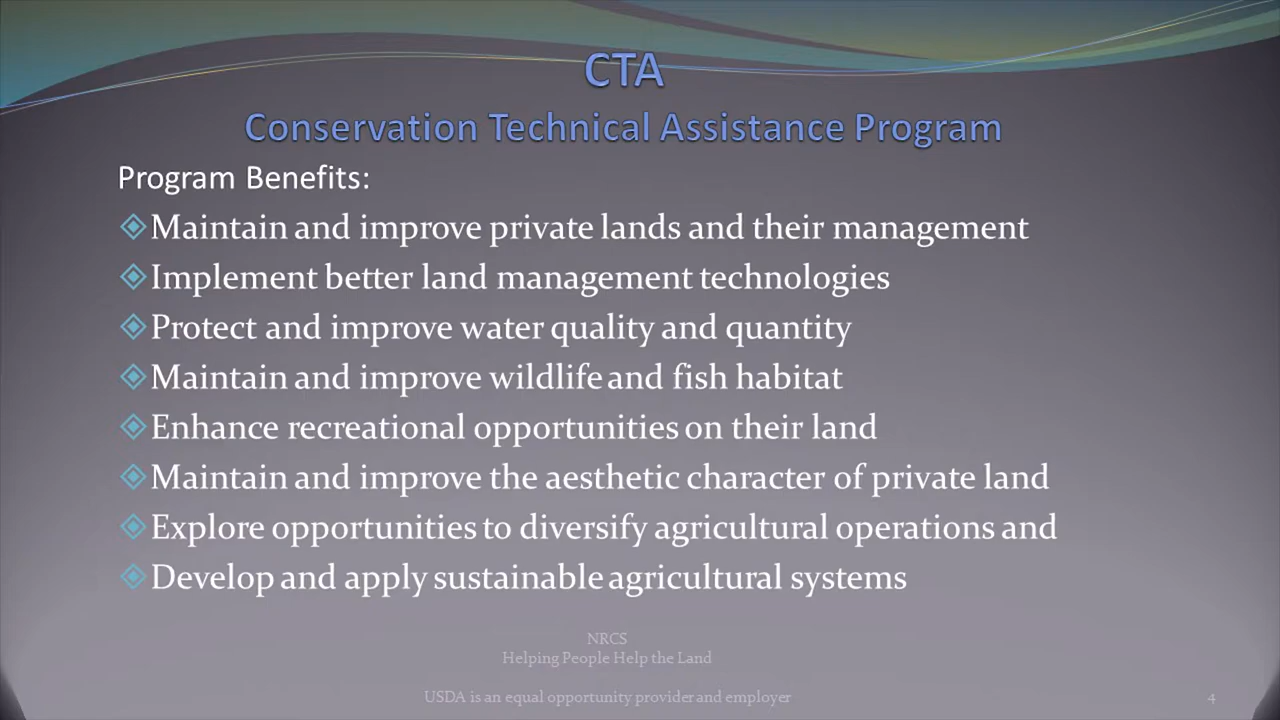 CTA
Conservation Technical Assistance Program
Program Benefits:
Maintain and improve private lands and their management
Implement better land management technologies
Protect and improve water quality and quantity
Maintain and improve wildlife and fish habitat
Enhance recreational opportunities on their land
Maintain and improve the aesthetic character of private land
Explore opportunities to diversify agricultural operations and
Develop and apply sustainable agricultural systems
NRCS
Helping People Help the Land
USDA is an equal opportunity provider and employer
4